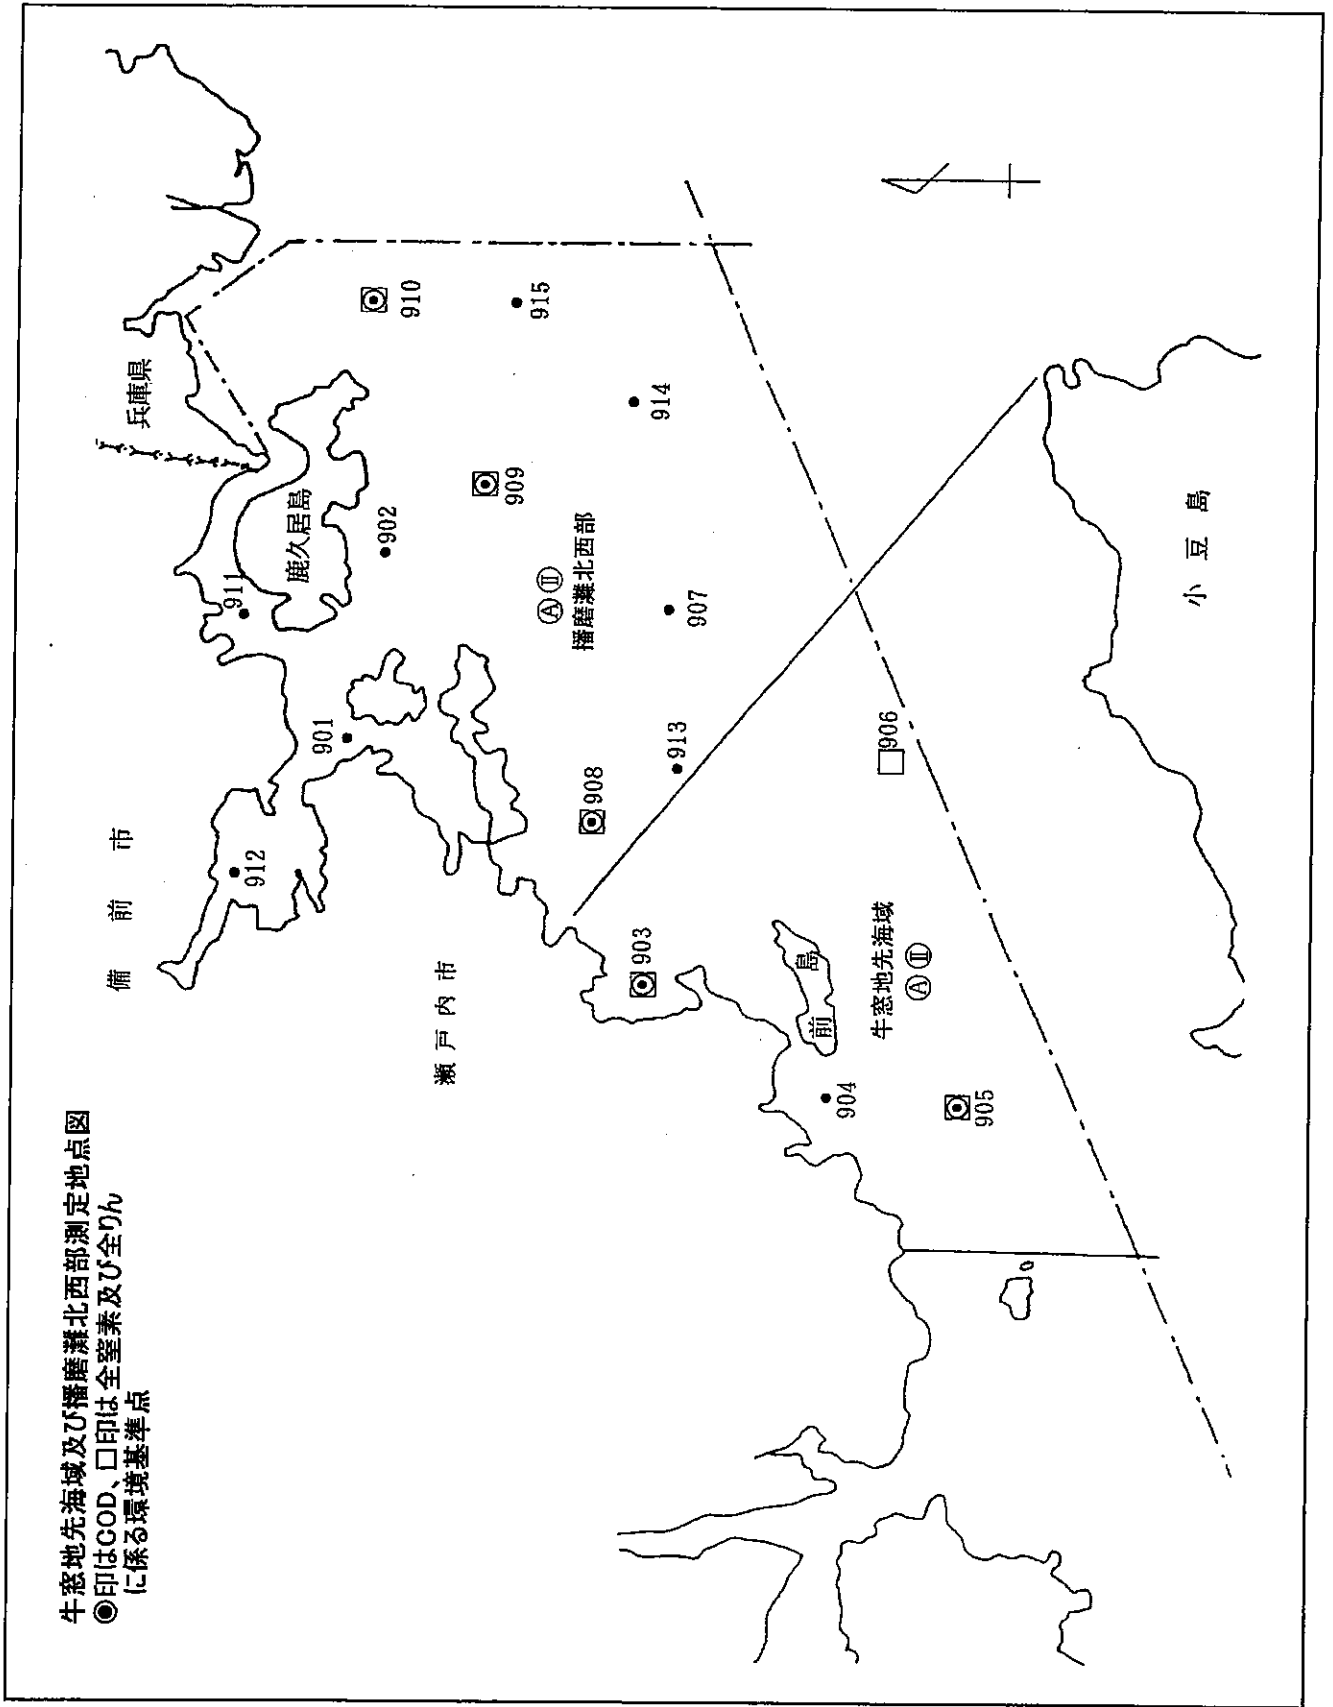 牛窓地先海域及び播磨灘北西部測定地点図
◉印はCOD、口印は全窒素及び全りん
に係る環境基準点
備前市
瀬戸内市
兵庫県
鹿久居島
播磨灘北西部
Ⓐ Ⅱ
牛窓地先海域
Ⓐ Ⅱ
前島
小豆島
912
901
911
902
910
915
909
914
907
908
913
903
906
904
905